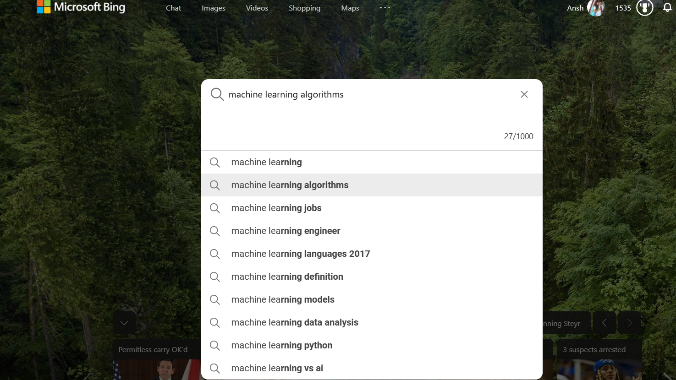 Microsoft Bing
Chat Images Videos Shopping Maps
Ansh 1535
machine learning algorithms
27/1000
machine learning
machine learning algorithms
machine learning jobs
machine learning engineer
machine learning languages 2017
machine learning definition
machine learning models
machine learning data analysis
nning Steyr
machine learning python
Permitless carry OK'd
3 suspects arrested
machine learning vs ai